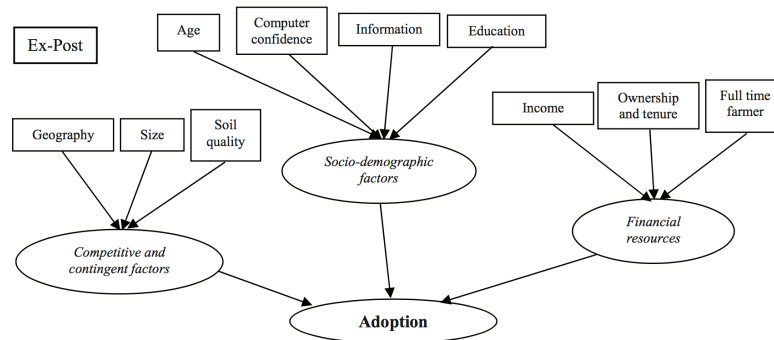 Ex-Post
Age
Computer
confidence
Information
Education
Geography
Size
Soil
quality
Income
Ownership
and tenure
Full time
farmer
Socio-demographic
factors
Competitive and
contingent factors
Financial
resources
Adoption